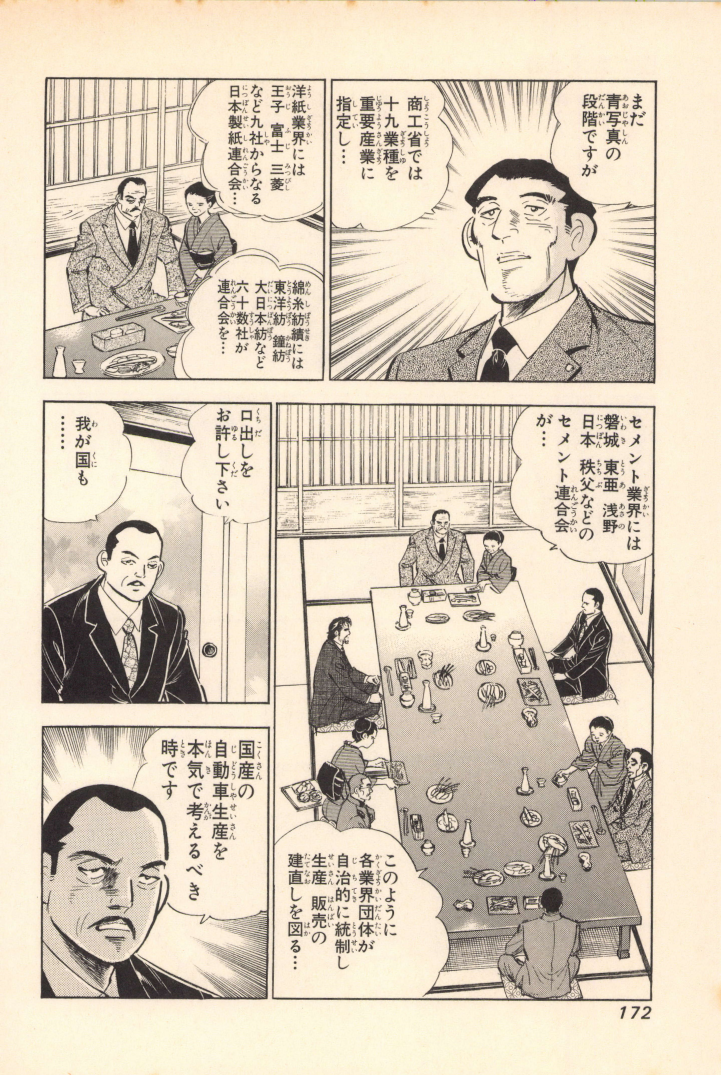 まだ
青写真の
段階ですが
商工省では
十九業種を
重要産業に
指定し…
洋紙業界には
王子 富士 三菱
など九社からなる
日本製紙連合会…
綿糸紡績には
東洋紡 鐘紡
大日本紡など
六十数社が
連合会を…
セメント業界には
磐城 東亜 浅野
日本 秩父などの
セメント連合会
が…
このように
各業界団体が
自治的に統制し
生産 販売の
建直しを図る…
口出しを
お許し下さい
我が国も
……
国産の
自動車生産を
本気で考えるべき
時です
172